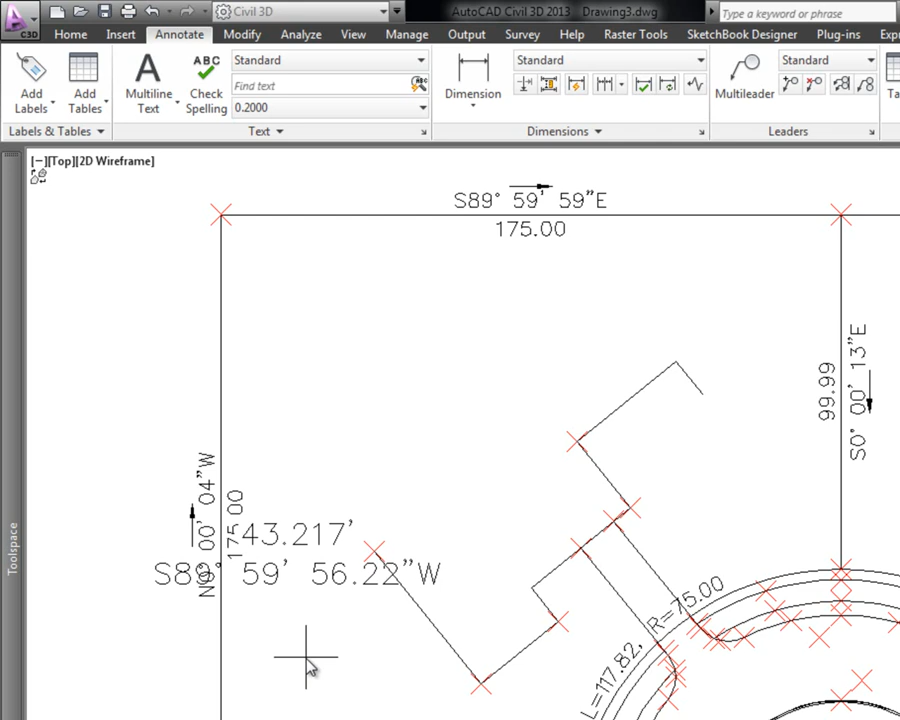 Civil 3D
AutoCAD Civil 3D 2013 Drawing3.dwg
Type a keyword or phrase
C3D
Home Insert Annotate Modify Analyze View Manage Output Survey Help Raster Tools SketchBook Designer Plug-ins
Add Labels
Add Tables
Labels & Tables
A
Multiline Text
ABC
Check Spelling
Standard
Find text
0.2000
Text
Dimension
Standard
Dimensions
Multileader
Standard
Leaders
[−][Top][2D Wireframe]
Toolspace
S89° 59' 59"E
175.00
99.99
S0° 00' 13"E
N0° 00' 04"W
175.00
43.217'
S89° 59' 56.22"W
L=117.82, R=75.00